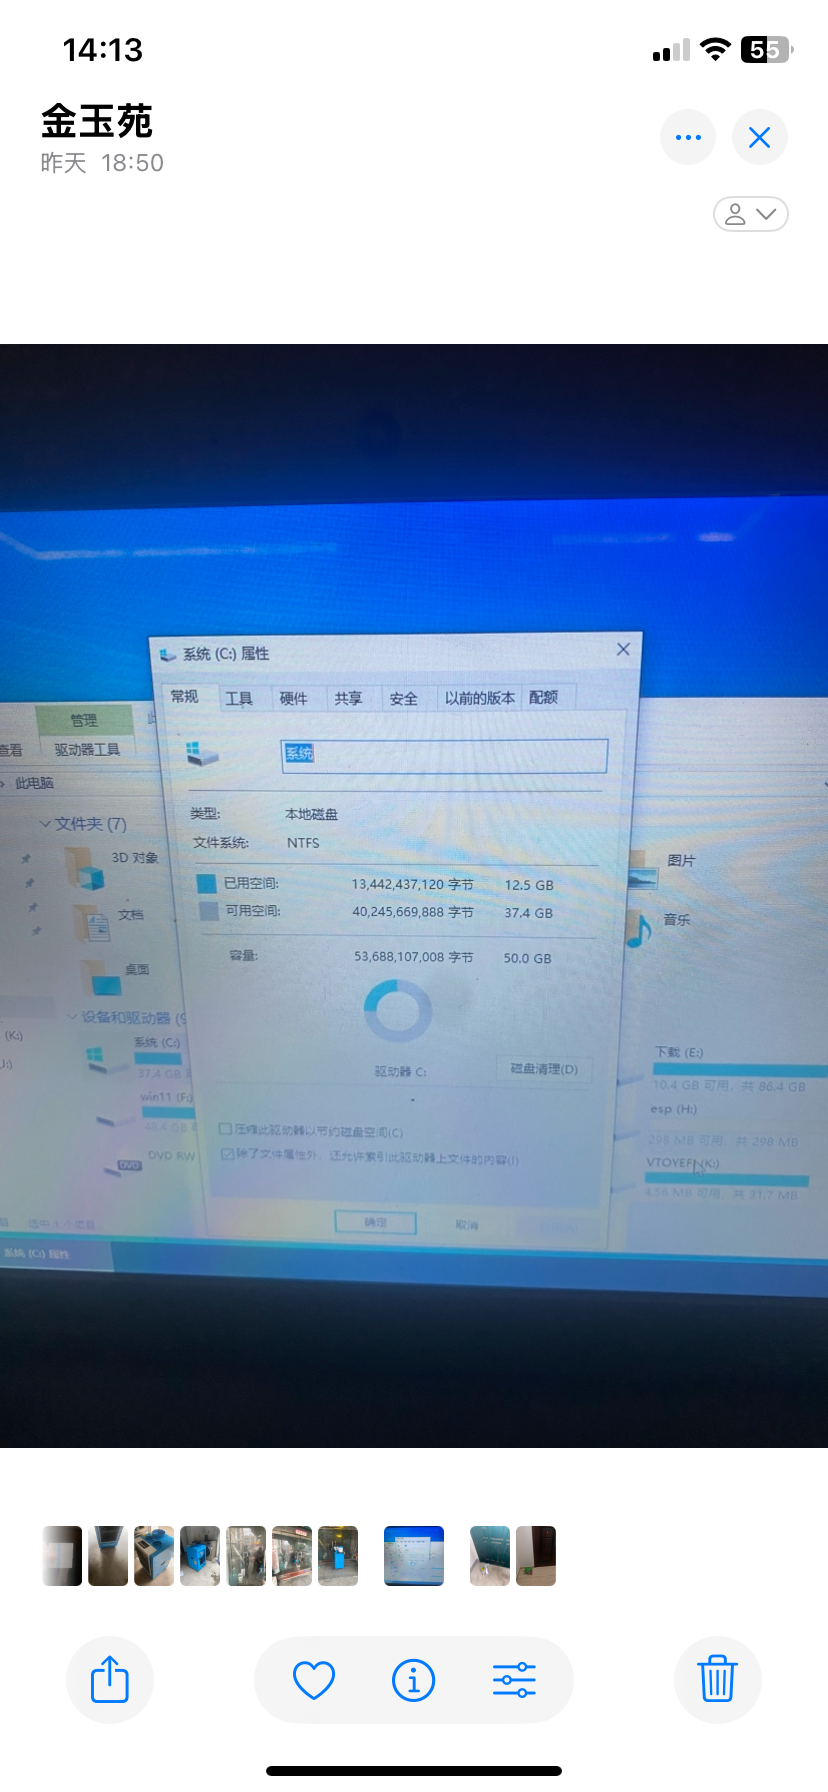 14:13
55
金玉苑
昨天 18:50
系统 (C:) 属性
常规
工具
硬件
共享
安全
以前的版本
配额
管理
查看
驱动器工具
此电脑
系统
类型:
本地磁盘
文件系统:
NTFS
文件夹 (7)
3D 对象
文档
桌面
图片
音乐
已用空间:
13,442,437,120 字节
12.5 GB
可用空间:
40,245,669,888 字节
37.4 GB
容量:
53,688,107,008 字节
50.0 GB
设备和驱动器 (9
(K:)
系统 (C:)
37.4 GB
win11 (F:)
48.4 GB
DVD RW
DVD
驱动器 C:
磁盘清理(D)
压缩此驱动器以节约磁盘空间(C)
除了文件属性外，还允许索引此驱动器上文件的内容(I)
确定
取消
下载 (E:)
10.4 GB 可用，共 86.4 GB
esp (H:)
298 MB 可用，共 298 MB
VTOYEFI (K:)
4.56 MB 可用，共 31.7 MB
选中 1 个项目
系统 (C:) 属性